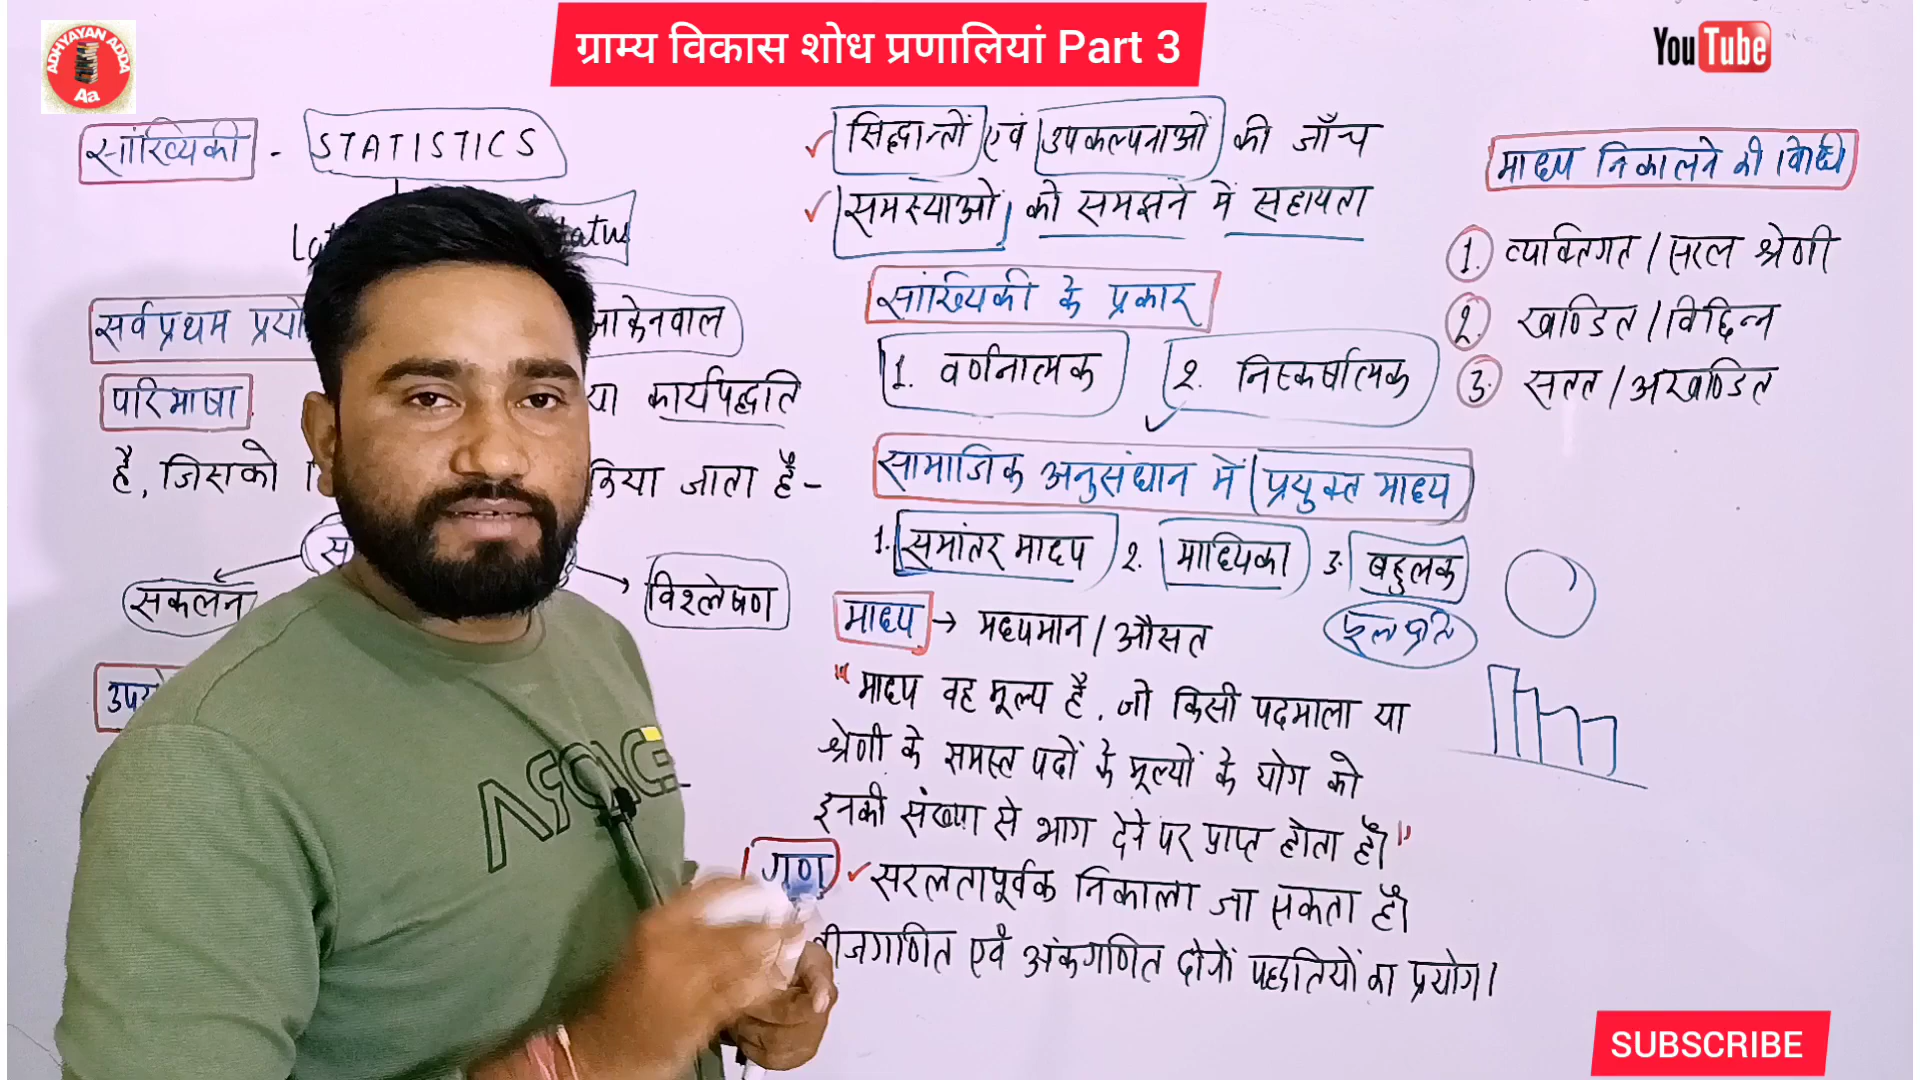 ग्राम्य विकास शोध प्रणालियां Part 3
ADHYAYAN ADDA
Aa
YouTube
सांख्यिकी - STATISTICS
सर्वप्रथम
परिभाषा
या कार्यपद्धति
है, जिसको
किया जाता है -
संकलन
विश्लेषण
सिद्धान्तों एवं उपकल्पनाओं की जाँच
समस्याओं को समझने में सहायता
सांख्यिकी के प्रकार
1. वर्णनात्मक
2. निष्कर्षात्मक
सामाजिक अनुसंधान में प्रयुक्त माध्य
1. समांतर माध्य 2. माध्यिका 3. बहुलक
माध्य → मध्यमान / औसत
"माध्य वह मूल्य है, जो किसी पदमाला या
श्रेणी के समस्त पदों के मूल्यों के योग को
इनकी संख्या से भाग देने पर प्राप्त होता है।"
गुण सरलतापूर्वक निकाला जा सकता है।
बीजगणित एवं अंकगणित दोनों पद्धतियों का प्रयोग।
माध्य निकालने की विधि
1. व्यक्तिगत / सरल श्रेणी
2. खण्डित / विछिन्न
3. सतत / अखण्डित
SUBSCRIBE